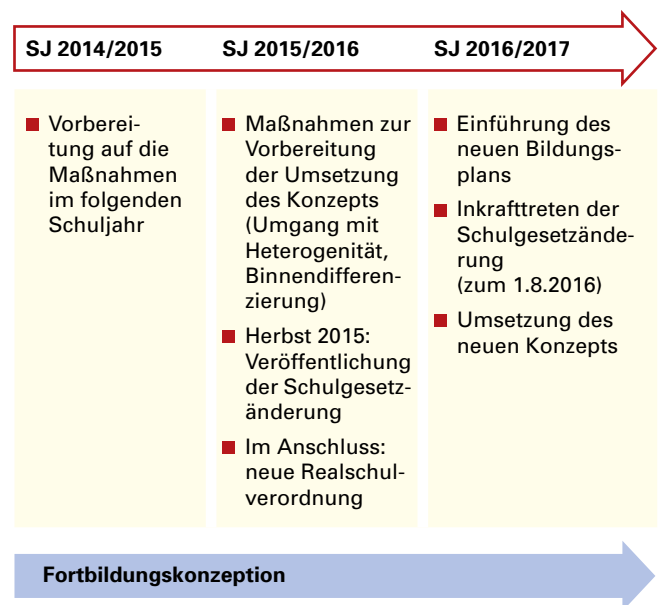 SJ 2014/2015 SJ 2015/2016 SJ 2016/2017
Vorberei-
tung auf die
Maßnahmen
im folgenden
Schuljahr
Maßnahmen zur
Vorbereitung
der Umsetzung
des Konzepts
(Umgang mit
Heterogenität,
Binnendifferen-
zierung)
Herbst 2015:
Veröffentlichung
der Schulgesetz-
änderung
Im Anschluss:
neue Realschul-
verordnung
Einführung des
neuen Bildungs-
plans
Inkrafttreten der
Schulgesetzände-
rung
(zum 1.8.2016)
Umsetzung des
neuen Konzepts
Fortbildungskonzeption